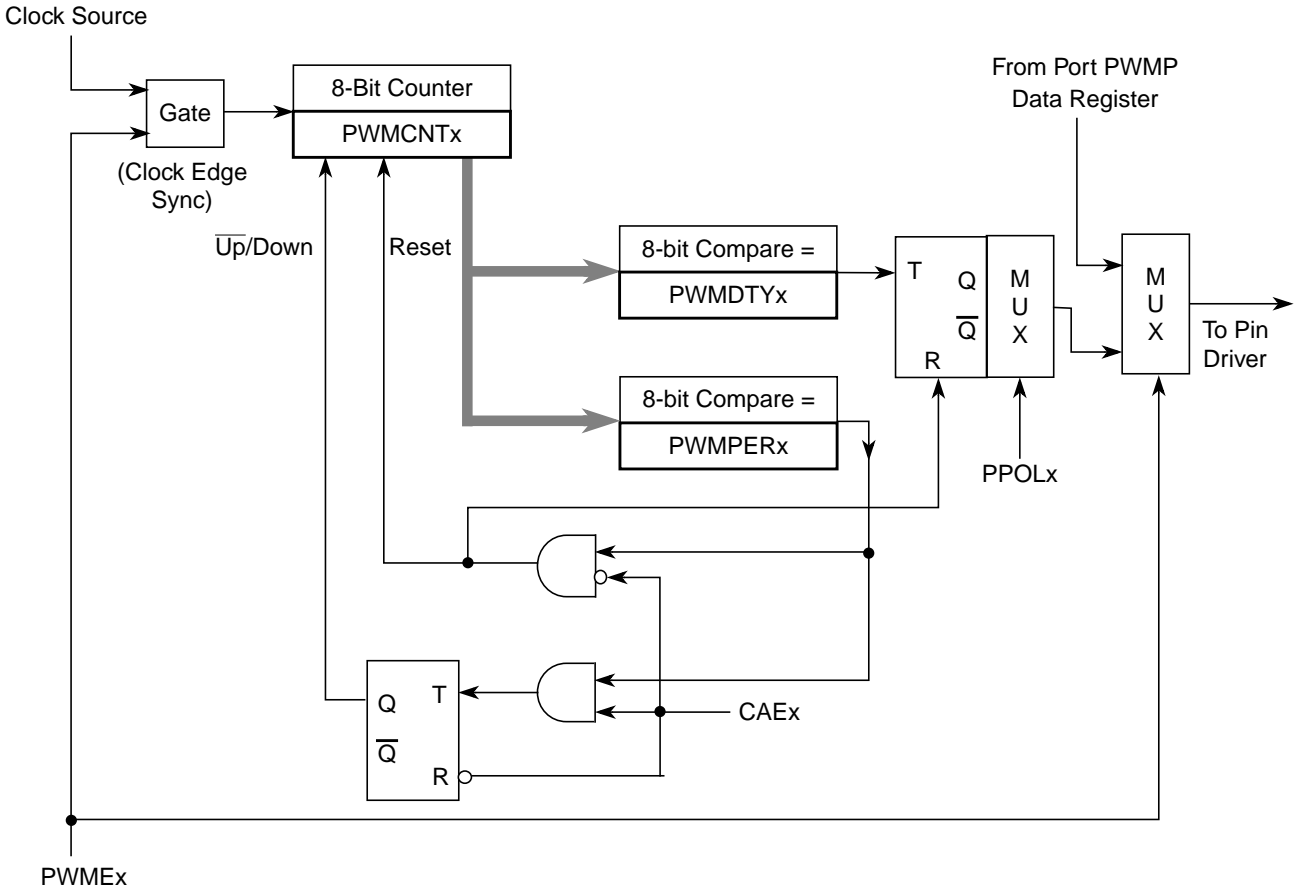 Clock Source
8-Bit Counter
PWMCNTx
Gate
(Clock Edge
Sync)
From Port PWMP
Data Register
Up/Down
Reset
8-bit Compare =
PWMDTYx
T
Q
Q
R
M
U
X
M
U
X
To Pin
Driver
8-bit Compare =
PWMPERx
PPOLx
Q
T
Q
R
CAEx
PWMEx